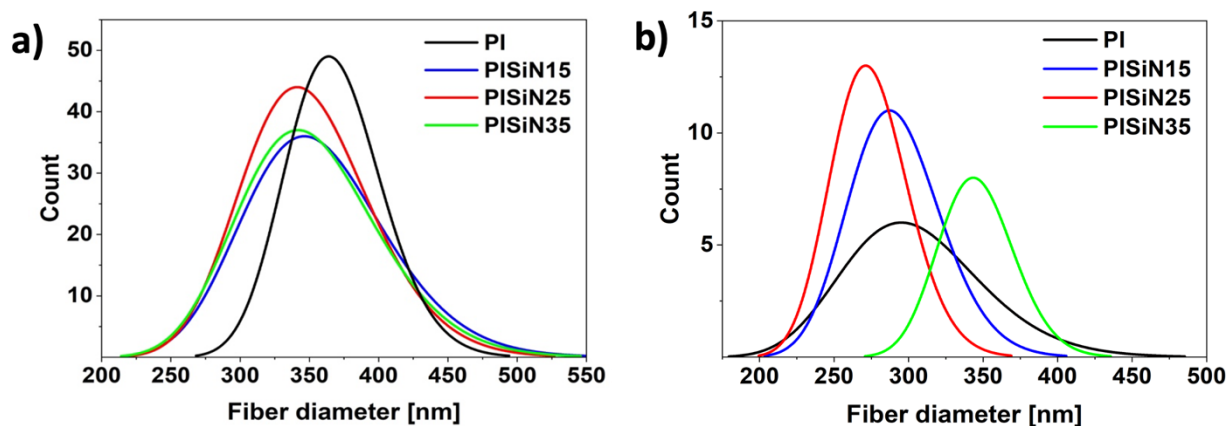 a)
PI
PISiN15
PISiN25
PISiN35
Count
50
40
30
20
10
200 250 300 350 400 450 500 550
Fiber diameter [nm]
b)
PI
PISiN15
PISiN25
PISiN35
Count
15
10
5
0
200 250 300 350 400 450 500
Fiber diameter [nm]